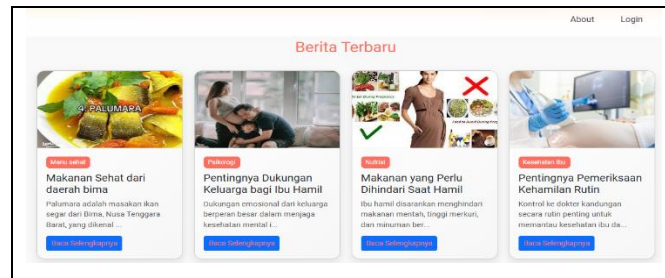 About Login
Berita Terbaru
4. PALUMARA
Menu sehat
Makanan Sehat dari
daerah bima
Palumara adalah masakan ikan
segar dari Bima, Nusa Tenggara
Barat, yang dikenal ...
Baca Selengkapnya
Psikologi
Pentingnya Dukungan
Keluarga bagi Ibu Hamil
Dukungan emosional dari keluarga
berperan besar dalam menjaga
kesehatan mental i...
Baca Selengkapnya
Nutrisi
Makanan yang Perlu
Dihindari Saat Hamil
Ibu hamil disarankan menghindari
makanan mentah, tinggi merkuri,
dan minuman ber...
Baca Selengkapnya
Kesehatan Ibu
Pentingnya Pemeriksaan
Kehamilan Rutin
Kontrol ke dokter kandungan
secara rutin penting untuk
memantau kesehatan ibu da...
Baca Selengkapnya